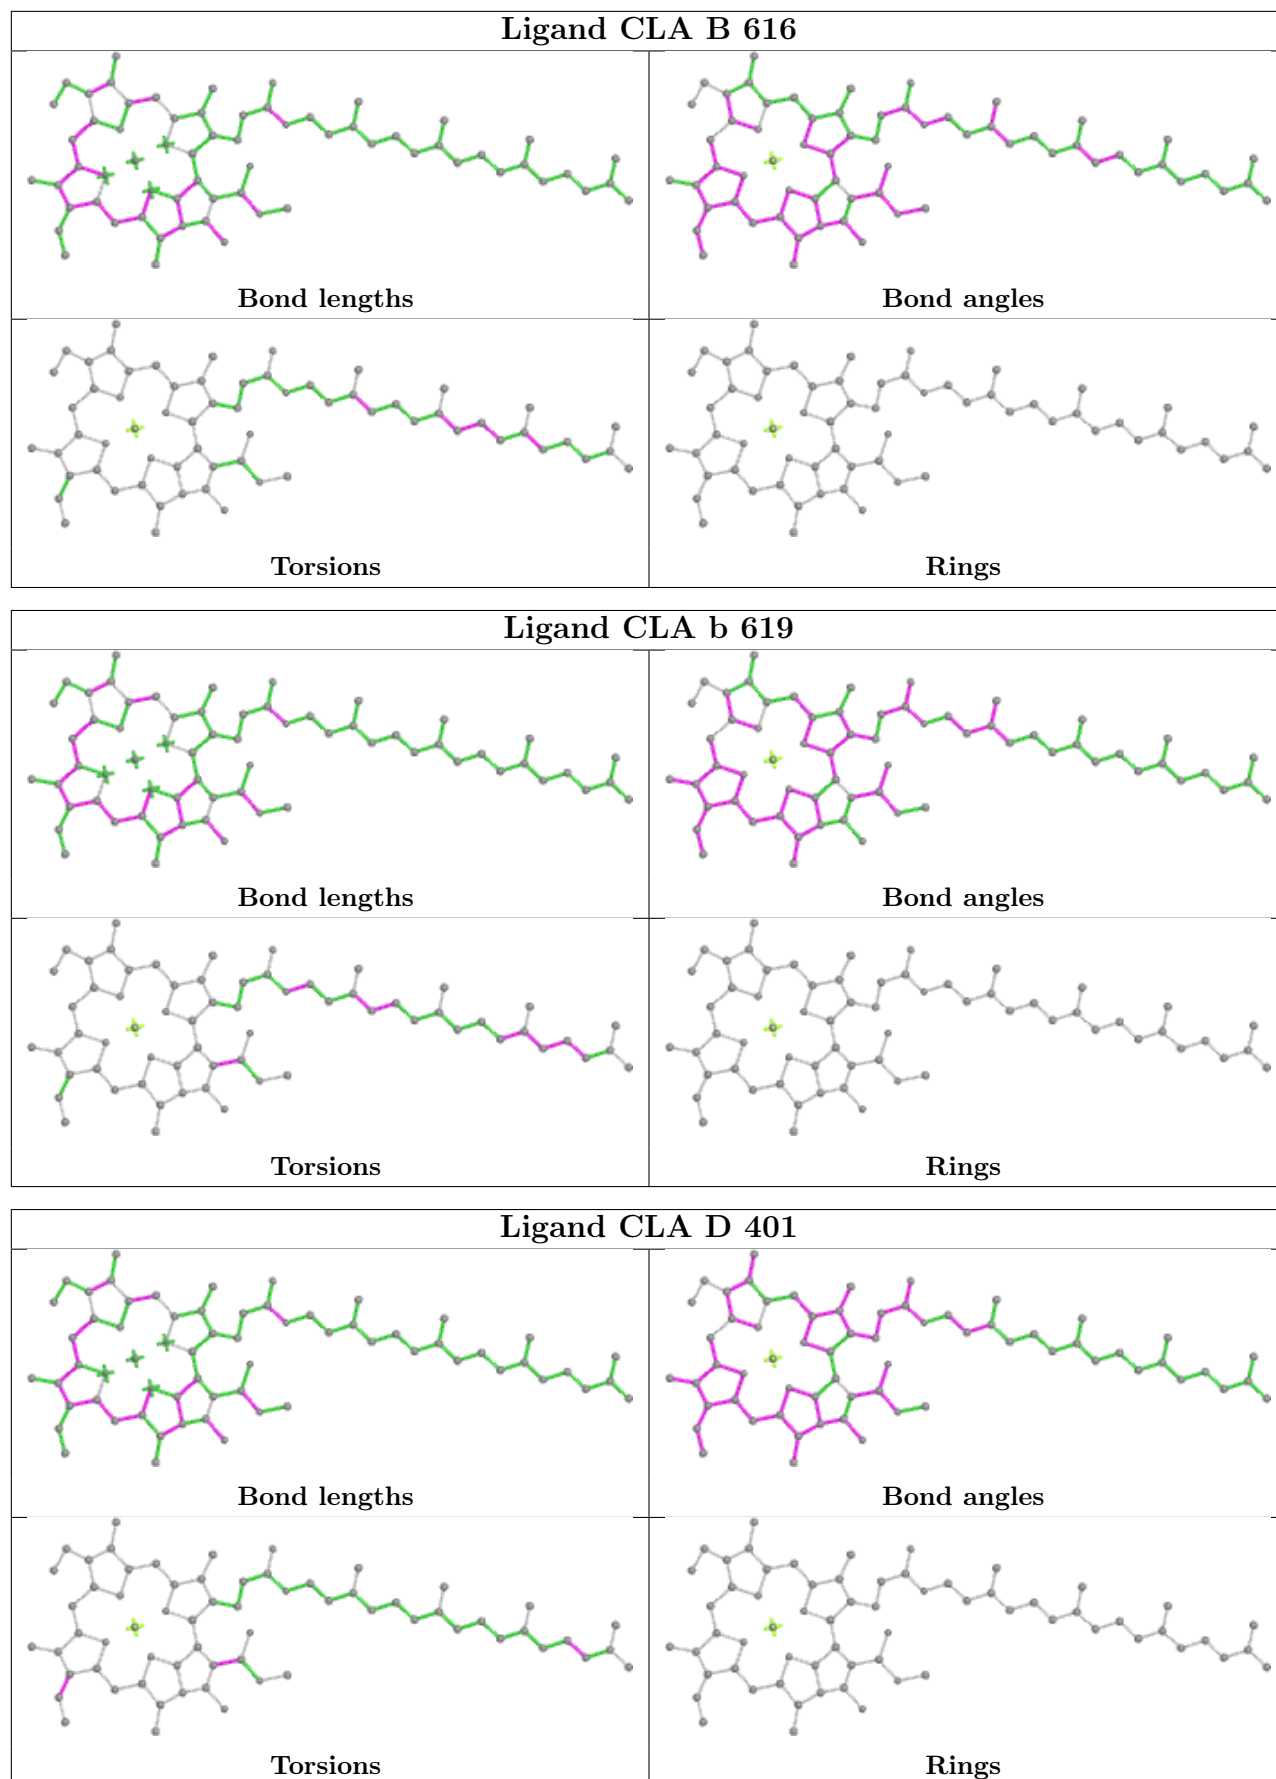 Ligand CLA B 616
Bond lengths
Bond angles
Torsions
Rings
Ligand CLA b 619
Bond lengths
Bond angles
Torsions
Rings
Ligand CLA D 401
Bond lengths
Bond angles
Torsions
Rings